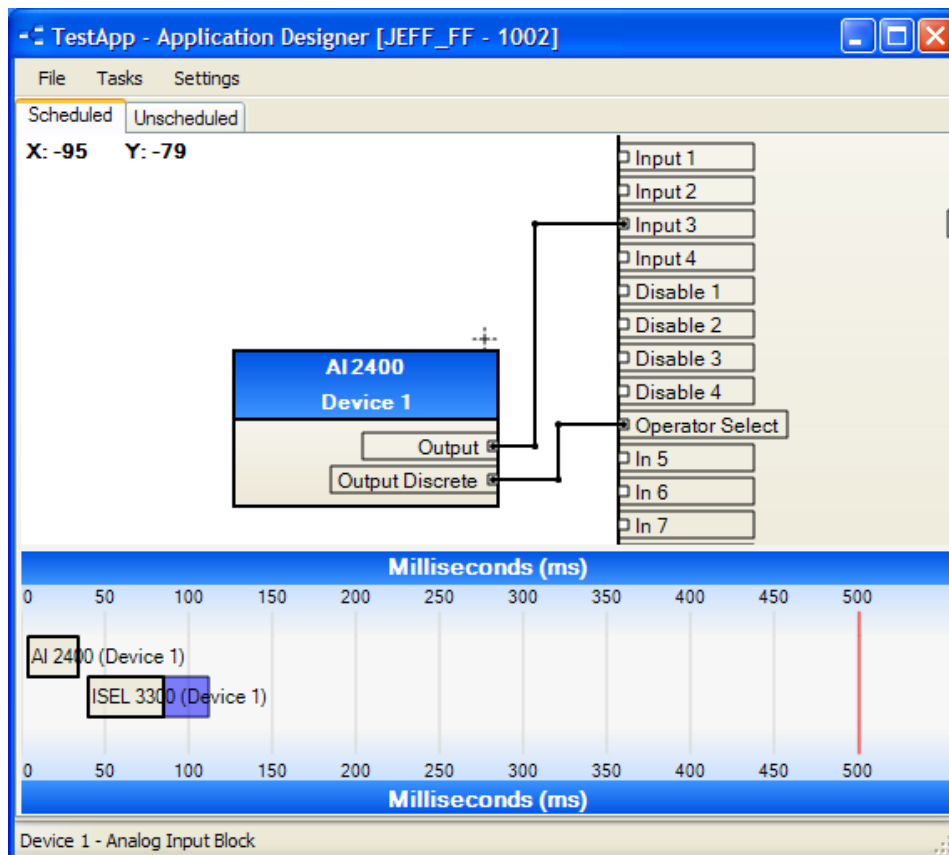 TestApp - Application Designer [JEFF_FF - 1002]
File Tasks Settings
Scheduled Unscheduled
X: -95 Y: -79
Input 1
Input 2
Input 3
Input 4
Disable 1
Disable 2
Disable 3
Disable 4
Operator Select
In 5
In 6
In 7
AI 2400
Device 1
Output
Output Discrete
Milliseconds (ms)
0 50 100 150 200 250 300 350 400 450 500
AI 2400 (Device 1)
ISEL 3300 (Device 1)
0 50 100 150 200 250 300 350 400 450 500
Milliseconds (ms)
Device 1 - Analog Input Block